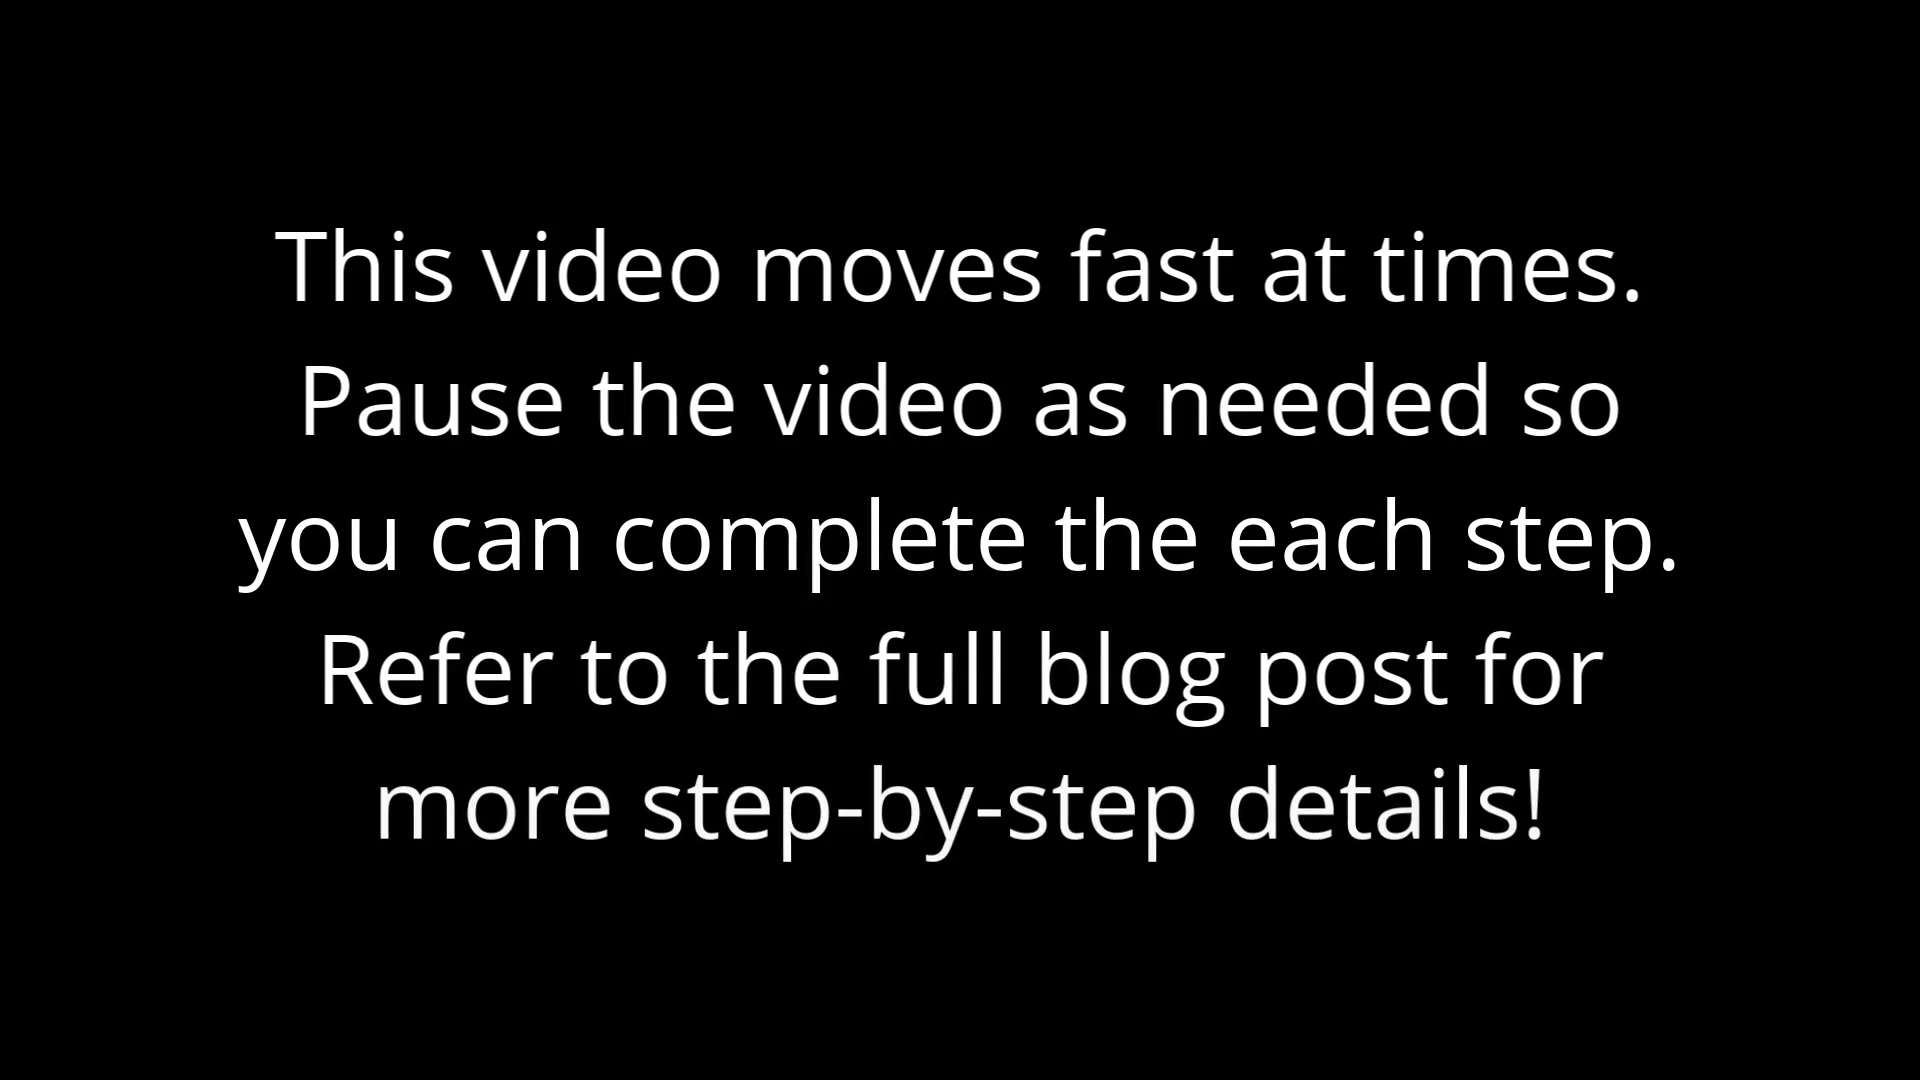 This video moves fast at times.
Pause the video as needed so
you can complete the each step.
Refer to the full blog post for
more step-by-step details!